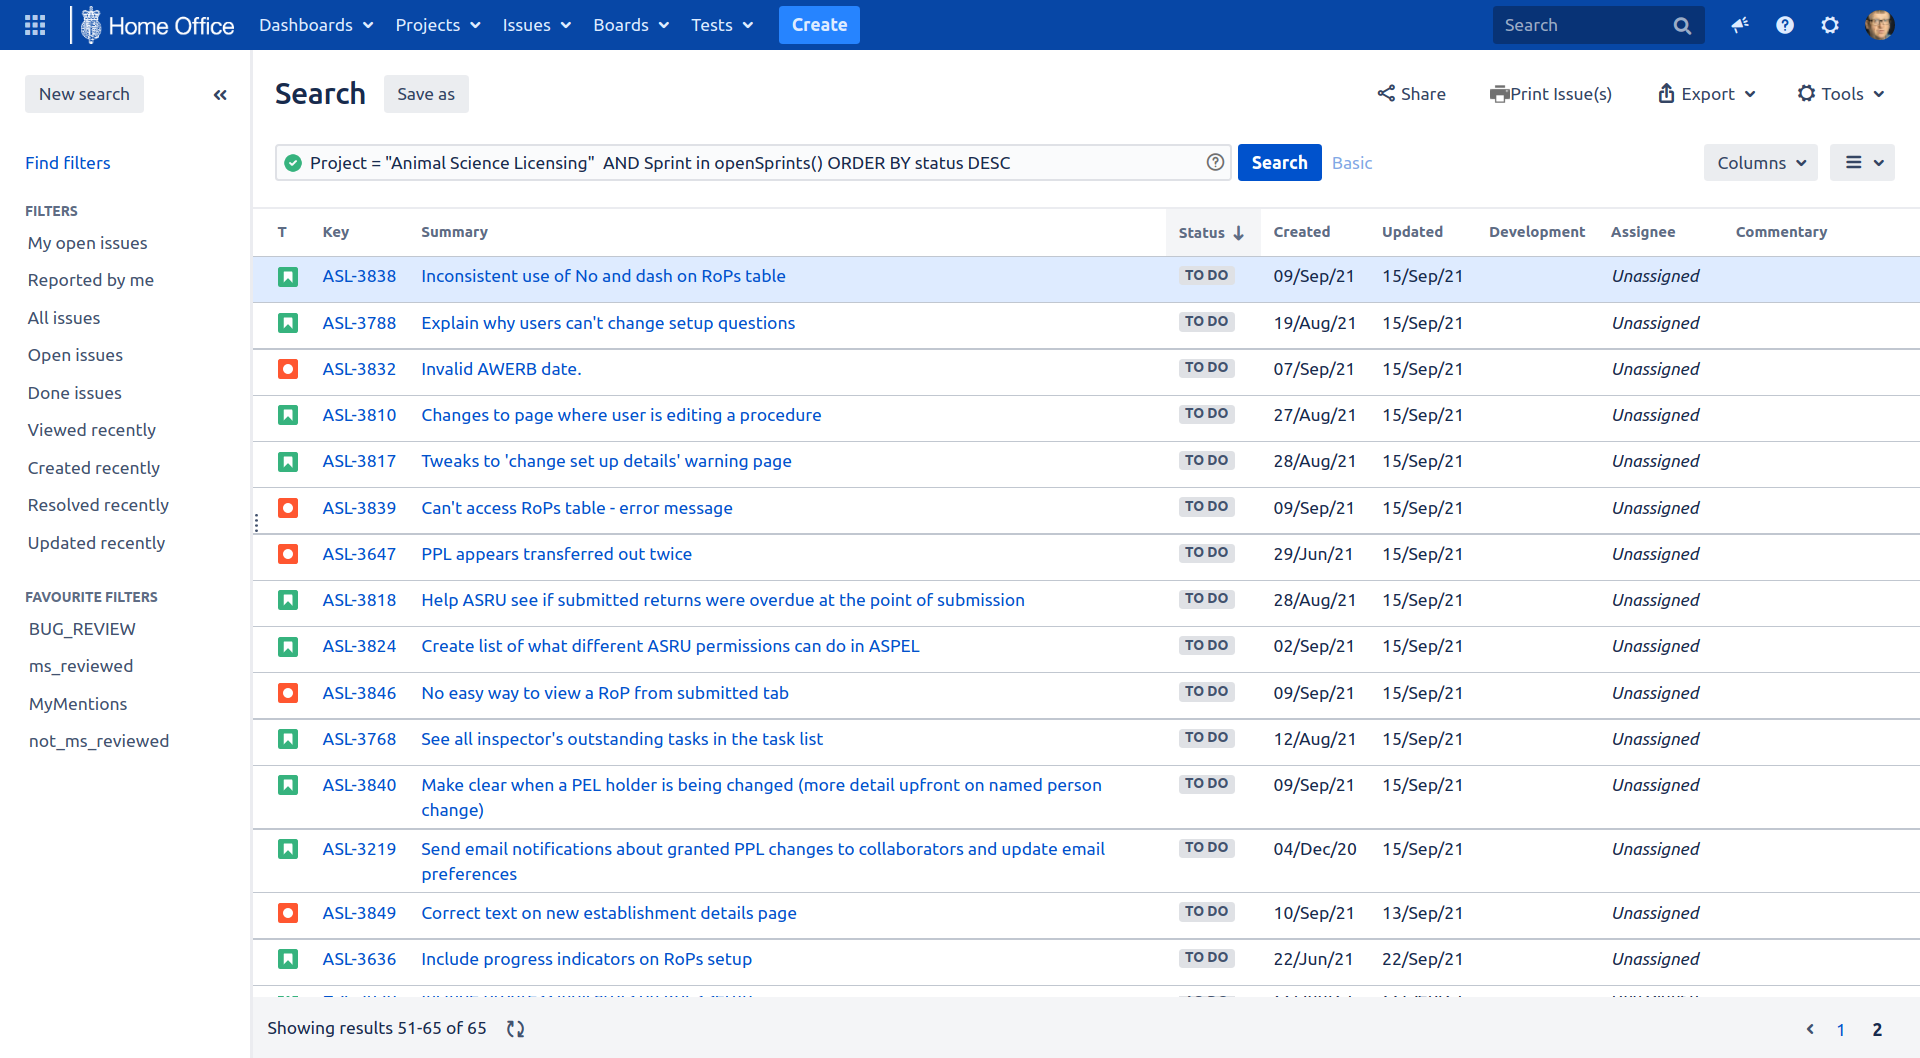 Home Office Dashboards Projects Issues Boards Tests Create Search
New search
Search Save as Share Print Issue(s) Export Tools
Find filters
Project = "Animal Science Licensing"  AND Sprint in openSprints() ORDER BY status DESC Search Basic Columns
FILTERS
My open issues
Reported by me
All issues
Open issues
Done issues
Viewed recently
Created recently
Resolved recently
Updated recently
FAVOURITE FILTERS
BUG_REVIEW
ms_reviewed
MyMentions
not_ms_reviewed
T Key Summary Status Created Updated Development Assignee Commentary
ASL-3838 Inconsistent use of No and dash on RoPs table TO DO 09/Sep/21 15/Sep/21 Unassigned
ASL-3788 Explain why users can't change setup questions TO DO 19/Aug/21 15/Sep/21 Unassigned
ASL-3832 Invalid AWERB date. TO DO 07/Sep/21 15/Sep/21 Unassigned
ASL-3810 Changes to page where user is editing a procedure TO DO 27/Aug/21 15/Sep/21 Unassigned
ASL-3817 Tweaks to 'change set up details' warning page TO DO 28/Aug/21 15/Sep/21 Unassigned
ASL-3839 Can't access RoPs table - error message TO DO 09/Sep/21 15/Sep/21 Unassigned
ASL-3647 PPL appears transferred out twice TO DO 29/Jun/21 15/Sep/21 Unassigned
ASL-3818 Help ASRU see if submitted returns were overdue at the point of submission TO DO 28/Aug/21 15/Sep/21 Unassigned
ASL-3824 Create list of what different ASRU permissions can do in ASPEL TO DO 02/Sep/21 15/Sep/21 Unassigned
ASL-3846 No easy way to view a RoP from submitted tab TO DO 09/Sep/21 15/Sep/21 Unassigned
ASL-3768 See all inspector's outstanding tasks in the task list TO DO 12/Aug/21 15/Sep/21 Unassigned
ASL-3840 Make clear when a PEL holder is being changed (more detail upfront on named person TO DO 09/Sep/21 15/Sep/21 Unassigned
change)
ASL-3219 Send email notifications about granted PPL changes to collaborators and update email TO DO 04/Dec/20 15/Sep/21 Unassigned
preferences
ASL-3849 Correct text on new establishment details page TO DO 10/Sep/21 13/Sep/21 Unassigned
ASL-3636 Include progress indicators on RoPs setup TO DO 22/Jun/21 22/Sep/21 Unassigned
Showing results 51-65 of 65 1 2